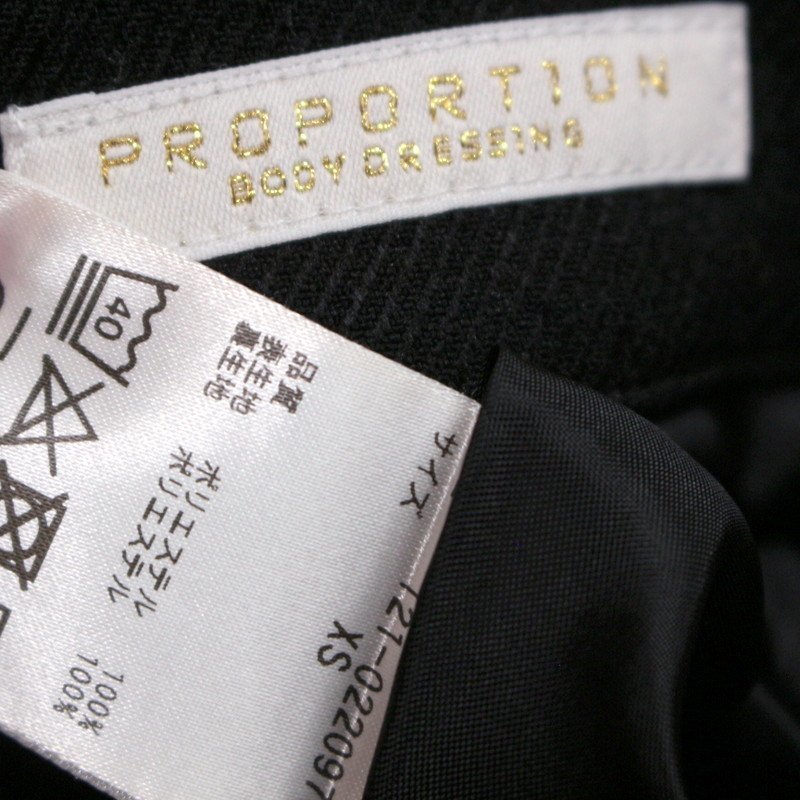 PROPORTION
BODY DRESSING
40
121-022097
サイズ XS
品質
表生地 ポリエステル 100%
裏生地 ポリエステル 100%